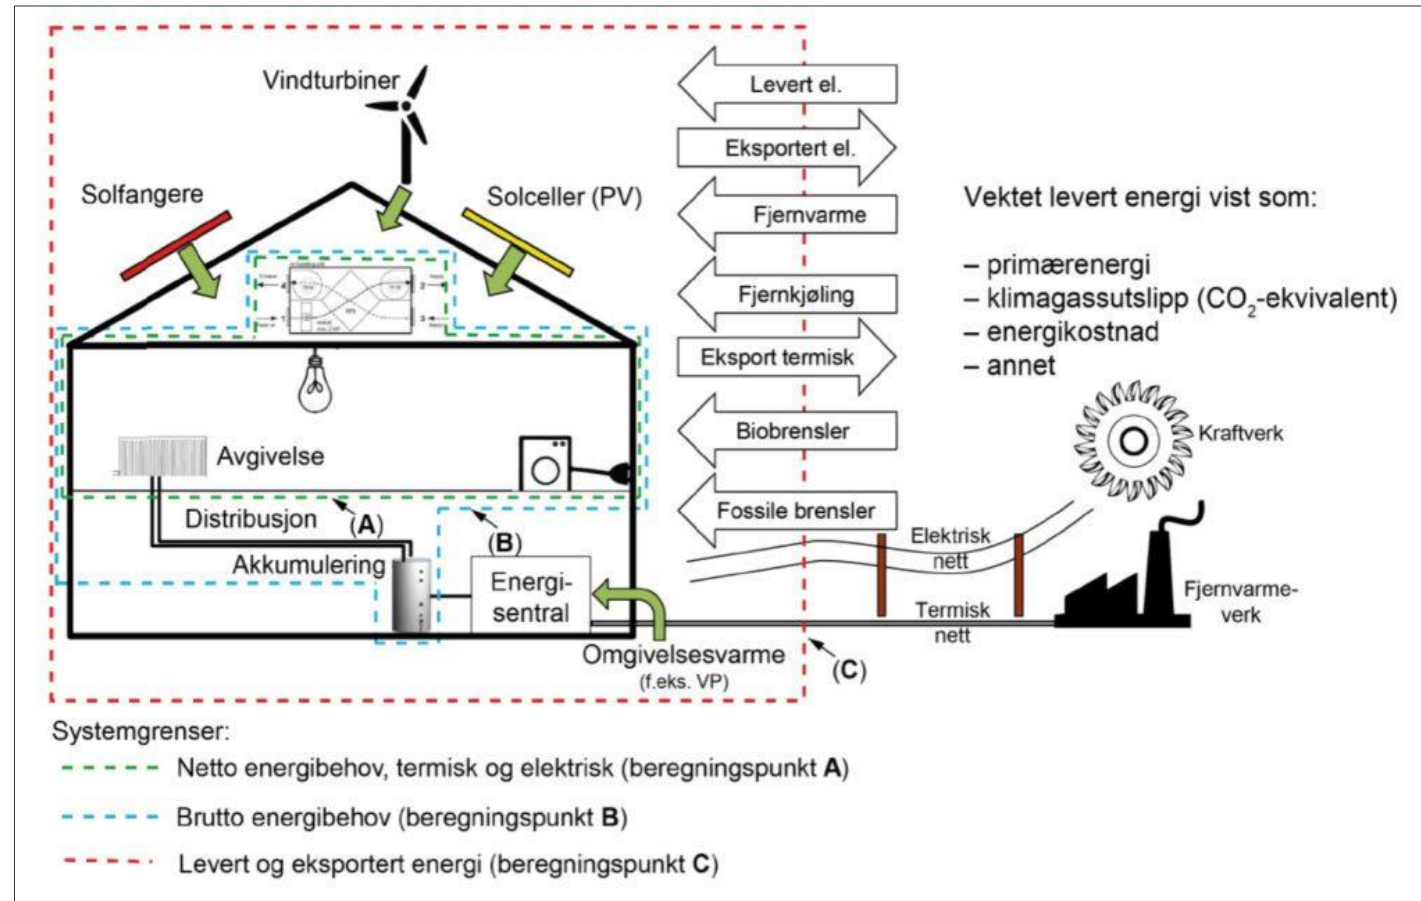 Vindturbiner
Solfangere
Solceller (PV)
Levert el.
Eksportert el.
Fjernvarme
Fjernkjøling
Eksport termisk
Biobrensler
Fossile brensler
Vektet levert energi vist som:
– primærenergi
– klimagassutslipp (CO₂-ekvivalent)
– energikostnad
– annet
Kraftverk
Avgivelse
Distribusjon
(A)
Akkumulering
(B)
Energi-
sentral
Elektrisk
nett
Termisk
nett
Fjernvarme-
verk
Omgivelsesvarme
(f.eks. VP)
(C)
Systemgrenser:
Netto energibehov, termisk og elektrisk (beregningspunkt A)
Brutto energibehov (beregningspunkt B)
Levert og eksportert energi (beregningspunkt C)